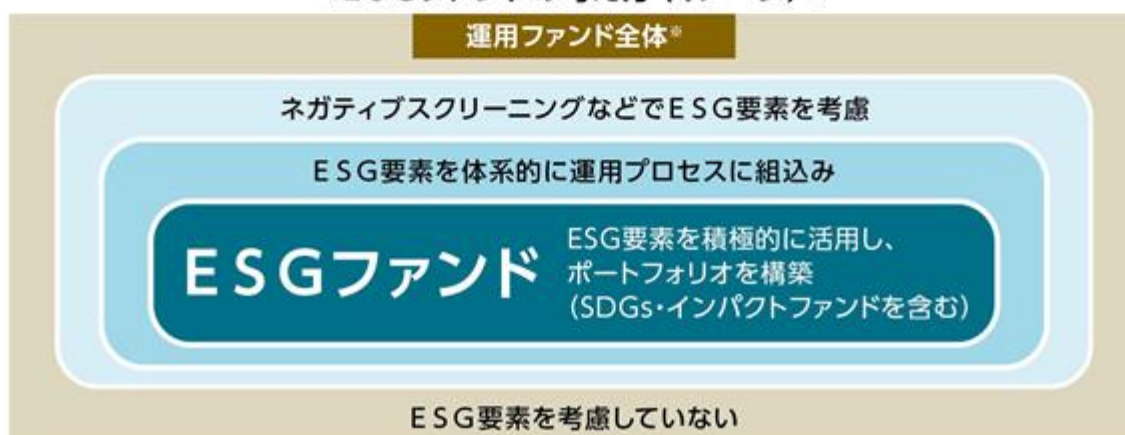 運用ファンド全体※
ネガティブスクリーニングなどでESG要素を考慮
ESG要素を体系的に運用プロセスに組込み
ESGファンド
ESG要素を積極的に活用し、
ポートフォリオを構築
(SDGs・インパクトファンドを含む)
ESG要素を考慮していない